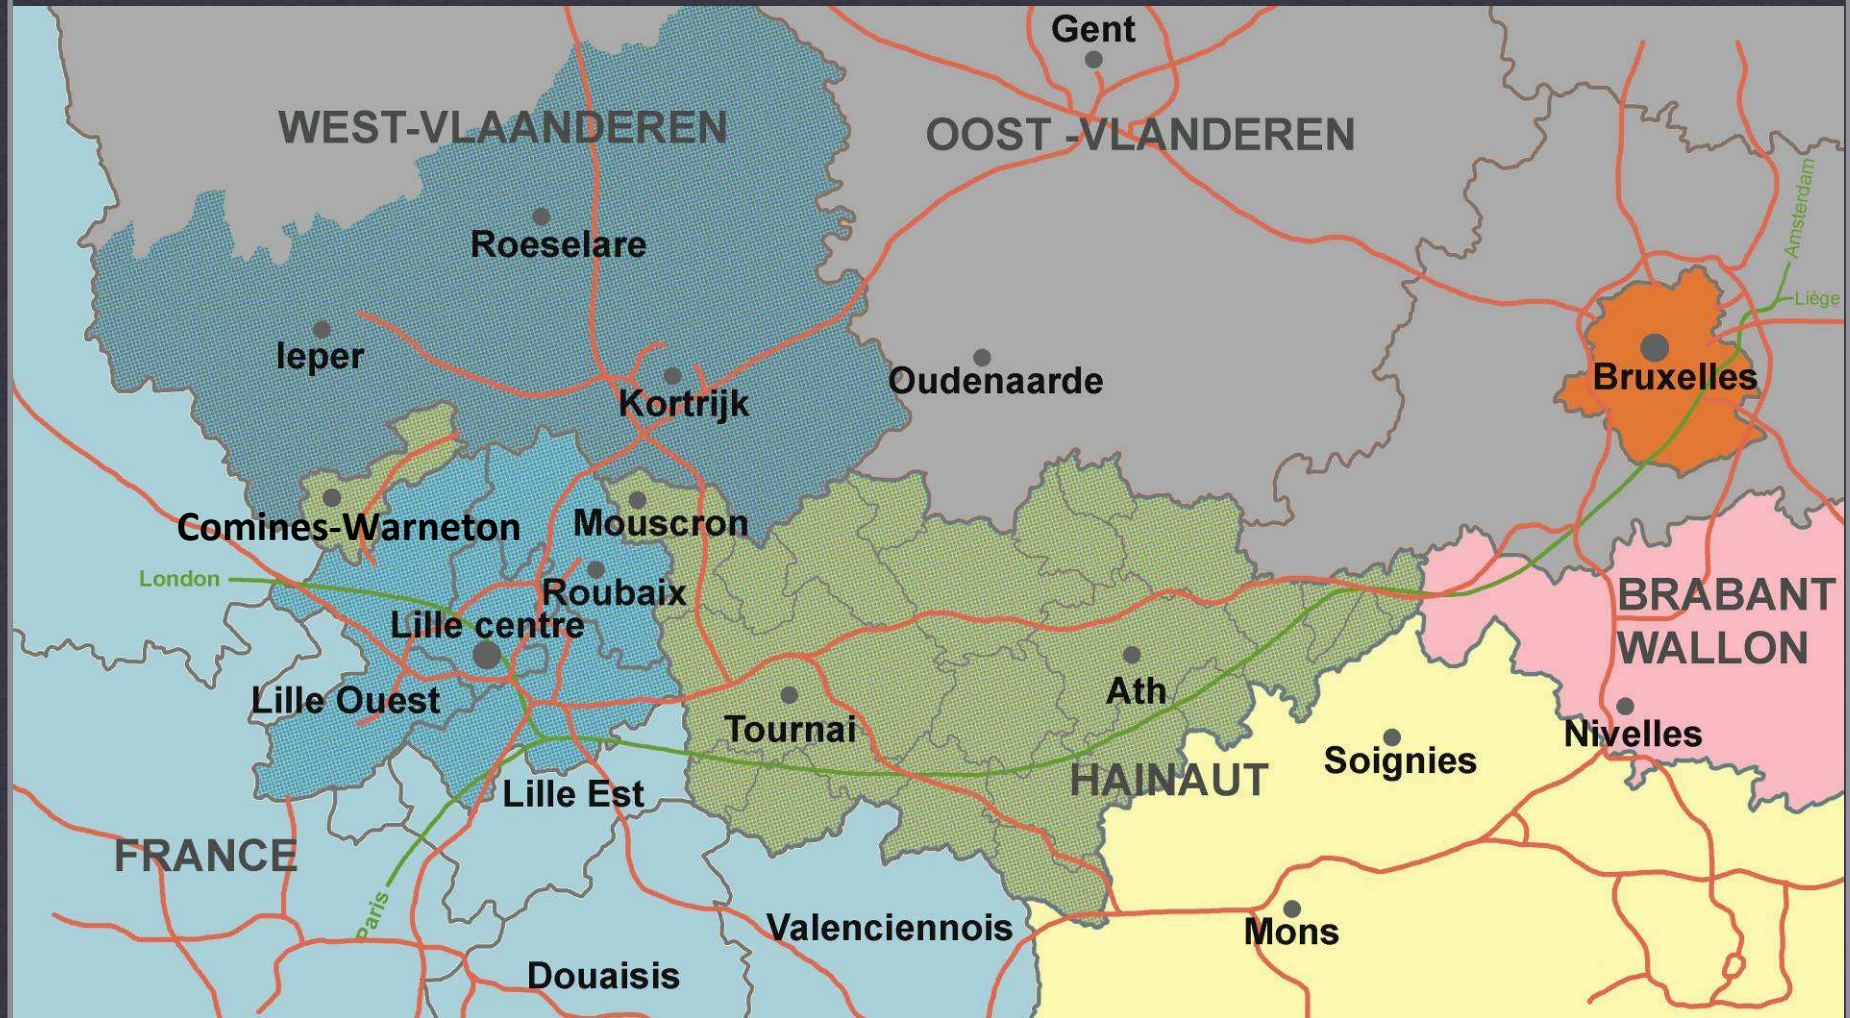 Gent
WEST-VLAANDEREN
OOST -VLANDEREN
Amsterdam
Roeselare
Liège
Ieper
Bruxelles
Oudenaarde
Kortrijk
Comines-Warneton
Mouscron
London
Roubaix
BRABANT
WALLON
Lille centre
Lille Ouest
Ath
Tournai
Nivelles
Soignies
HAINAUT
Lille Est
FRANCE
Paris
Valenciennois
Mons
Douaisis